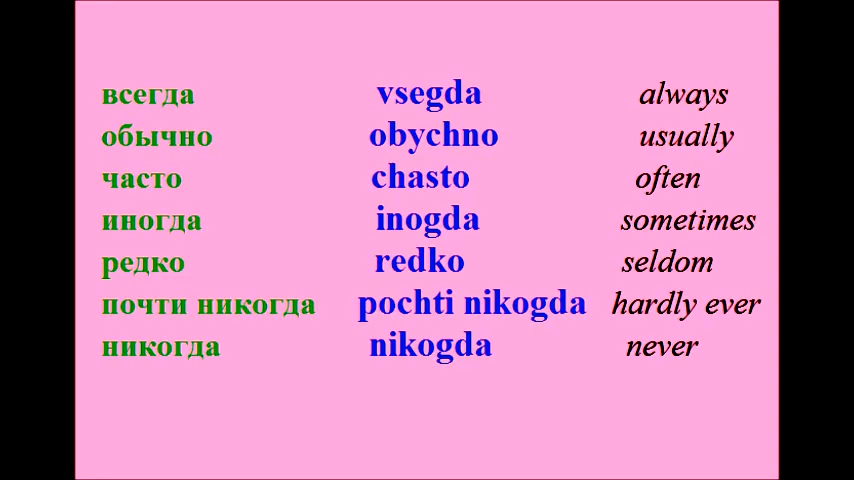 всегда vsegda always
обычно obychno usually
часто chasto often
иногда inogda sometimes
редко redko seldom
почти никогда pochti nikogda hardly ever
никогда nikogda never